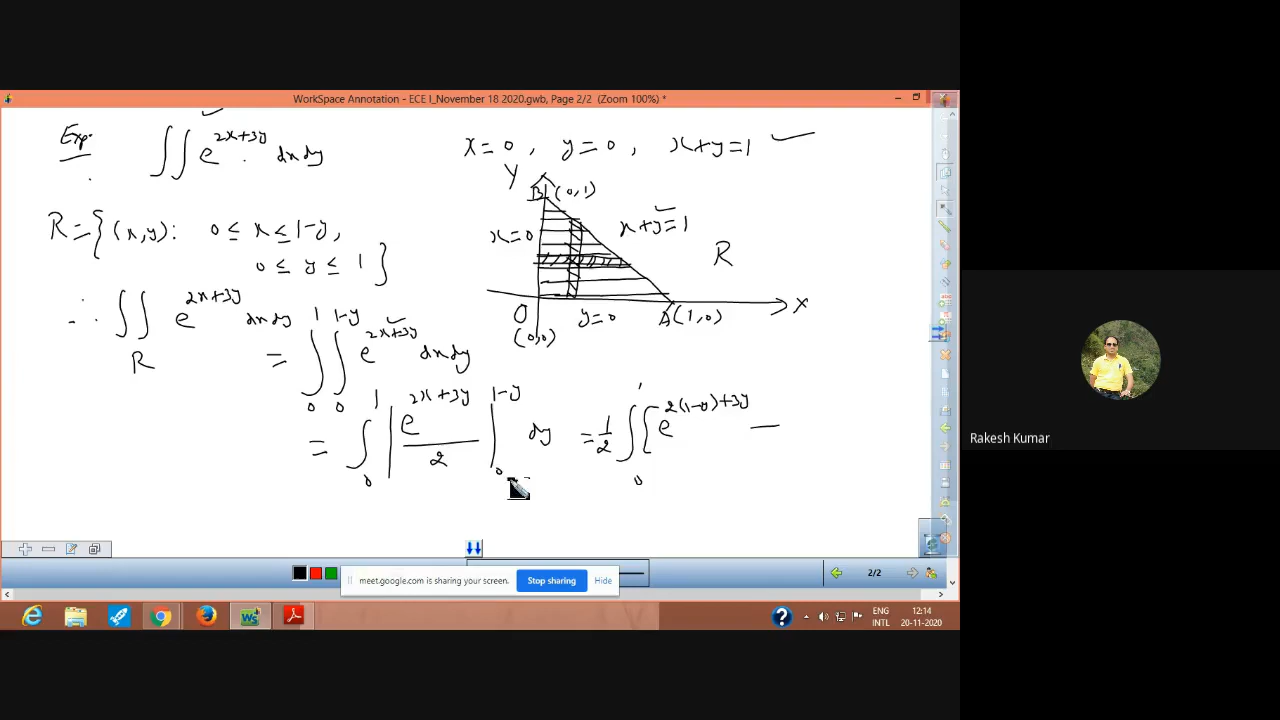 WorkSpace Annotation - ECE I_November 18 2020.gwb, Page 2/2 (Zoom 100%) *
Exp: ∫∫ e^{2x+3y} dx dy
x=0 , y=0 , x+y=1
Y
B (0,1)
x=0
x+y=1
R
O
(0,0)
y=0
A(1,0)
X
R = { (x,y): 0 ≤ x ≤ 1-y,
0 ≤ y ≤ 1 }
∴ ∫∫_R e^{2x+3y} dx dy = ∫_0^1 ∫_0^{1-y} e^{2x+3y} dx dy
= ∫_0^1 | e^{2x+3y} / 2 |_0^{1-y} dy = 1/2 ∫_0^1 [ e^{2(1-y)+3y} —
2/2
meet.google.com is sharing your screen. Stop sharing Hide
ENG
INTL
12:14
20-11-2020
Rakesh Kumar